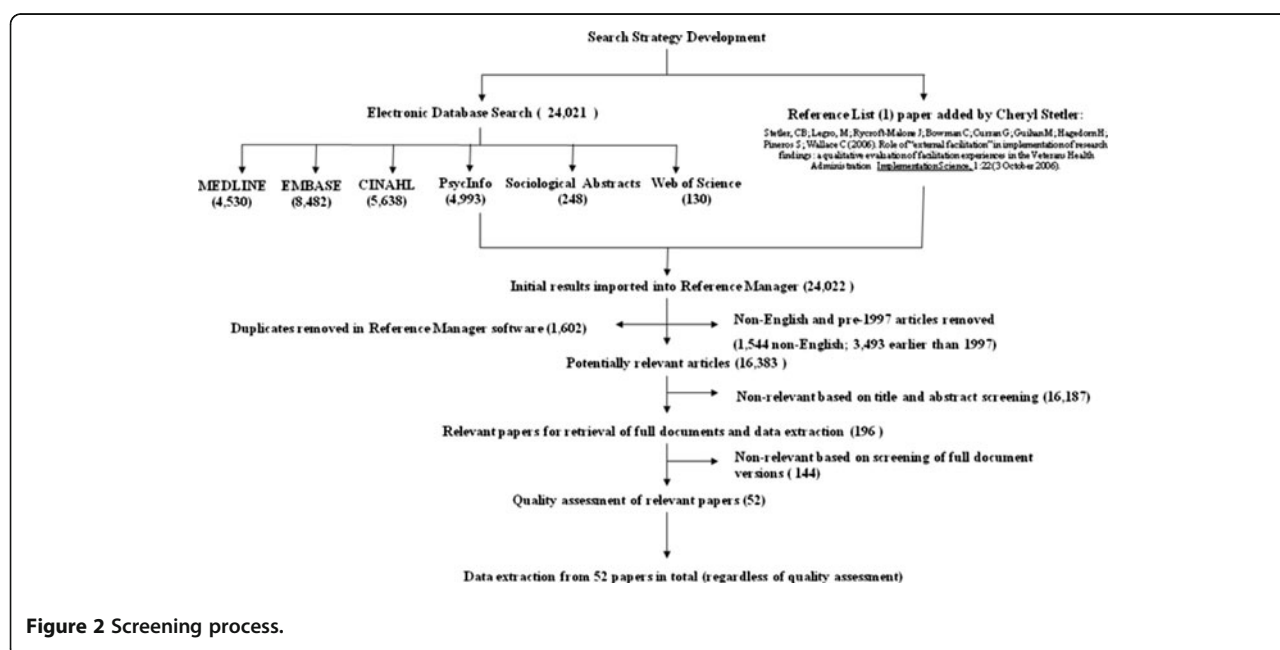 Search Strategy Development
Electronic Database Search ( 24,021 )
Reference List (1) paper added by Cheryl Stetler:
Stetler, CB; Legro, M; Rycroft-Malone J; Bowman C; Curran G; Guihan M; Hagedorn H;
Pineros S; Wallace C (2006). Role of "external facilitation" in implementation of research
findings: a qualitative evaluation of facilitation experiences in the Veterans Health
Administration. Implementation Science, 1:22 (3 October 2006).
MEDLINE
(4,530)
EMBASE
(8,482)
CINAHL
(5,638)
PsycInfo
(4,993)
Sociological Abstracts
(248)
Web of Science
(130)
Initial results imported into Reference Manager (24,022 )
Duplicates removed in Reference Manager software (1,602)
Non-English and pre-1997 articles removed
(1,544 non-English; 3,493 earlier than 1997)
Potentially relevant articles (16,383 )
Non-relevant based on title and abstract screening (16,187)
Relevant papers for retrieval of full documents and data extraction (196 )
Non-relevant based on screening of full document
versions ( 144)
Quality assessment of relevant papers (52)
Data extraction from 52 papers in total (regardless of quality assessment)
Figure 2 Screening process.